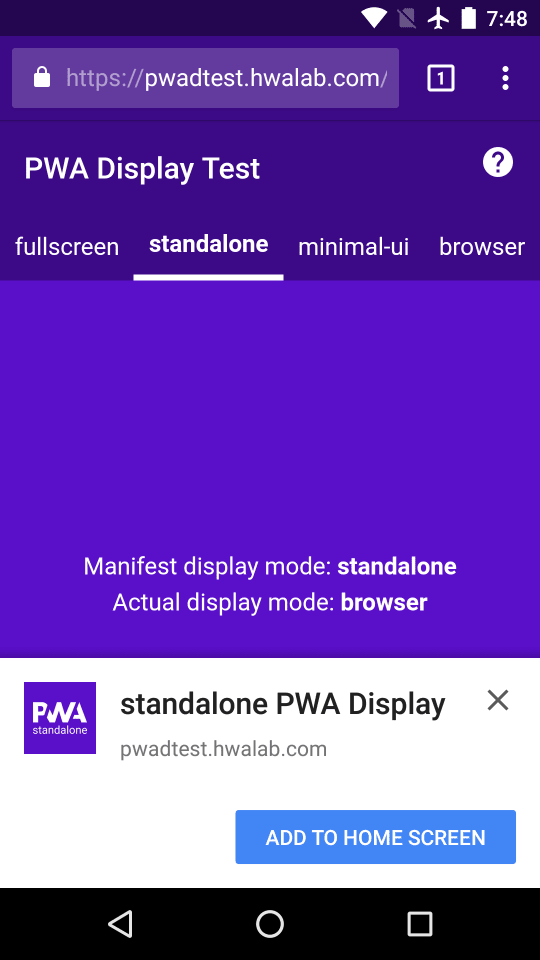 7:48
https://pwadtest.hwalab.com/
1
PWA Display Test
?
fullscreen standalone minimal-ui browser
Manifest display mode: standalone
Actual display mode: browser
PWA
standalone
standalone PWA Display
pwadtest.hwalab.com
ADD TO HOME SCREEN